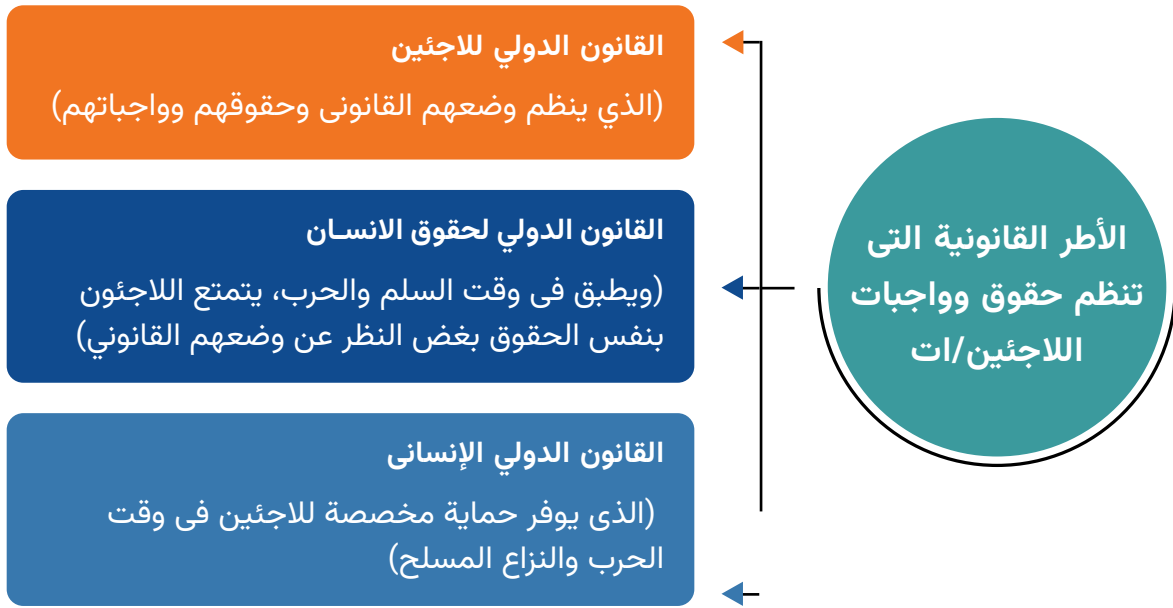 الأطر القانونية التى
تنظم حقوق وواجبات
اللاجئين/ات
القانون الدولي للاجئين
(الذي ينظم وضعهم القانونى وحقوقهم وواجباتهم)
القانون الدولي لحقوق الانسـان
(ويطبق فى وقت السلم والحرب، يتمتع اللاجئون
بنفس الحقوق بغض النظر عن وضعهم القانوني)
القانون الدولي الإنسانى
(الذى يوفر حماية مخصصة للاجئين فى وقت
الحرب والنزاع المسلح)